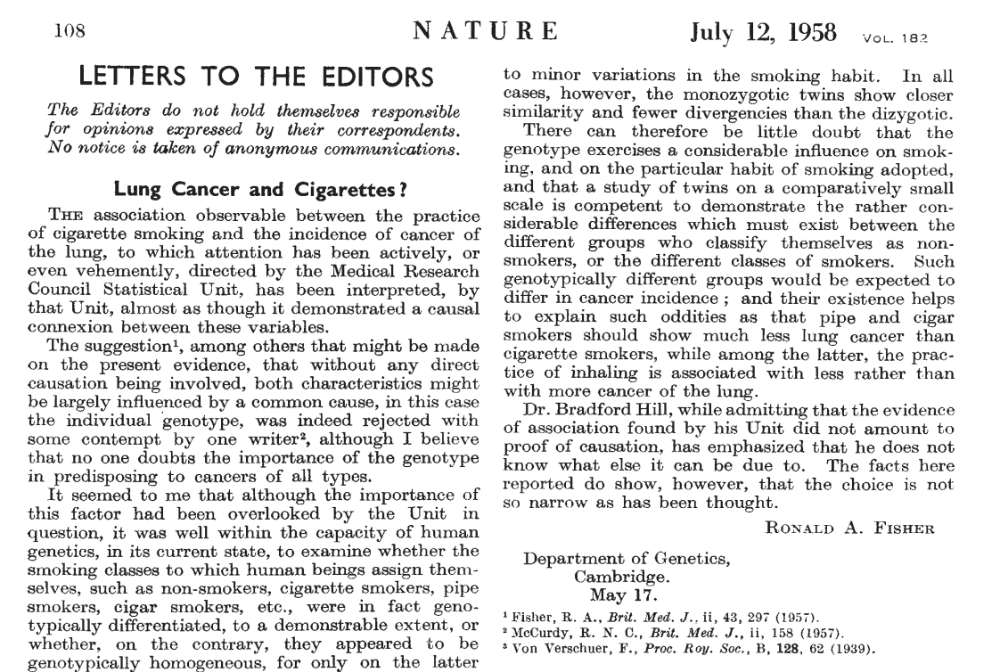 108
NATURE
July 12, 1958 VOL. 182
LETTERS TO THE EDITORS
The Editors do not hold themselves responsible
for opinions expressed by their correspondents.
No notice is taken of anonymous communications.
Lung Cancer and Cigarettes?
THE association observable between the practice
of cigarette smoking and the incidence of cancer of
the lung, to which attention has been actively, or
even vehemently, directed by the Medical Research
Council Statistical Unit, has been interpreted, by
that Unit, almost as though it demonstrated a causal
connexion between these variables.
The suggestion¹, among others that might be made
on the present evidence, that without any direct
causation being involved, both characteristics might
be largely influenced by a common cause, in this case
the individual genotype, was indeed rejected with
some contempt by one writer², although I believe
that no one doubts the importance of the genotype
in predisposing to cancers of all types.
It seemed to me that although the importance of
this factor had been overlooked by the Unit in
question, it was well within the capacity of human
genetics, in its current state, to examine whether the
smoking classes to which human beings assign them-
selves, such as non-smokers, cigarette smokers, pipe
smokers, cigar smokers, etc., were in fact geno-
typically differentiated, to a demonstrable extent, or
whether, on the contrary, they appeared to be
genotypically homogeneous, for only on the latter
to minor variations in the smoking habit. In all
cases, however, the monozygotic twins show closer
similarity and fewer divergencies than the dizygotic.
There can therefore be little doubt that the
genotype exercises a considerable influence on smok-
ing, and on the particular habit of smoking adopted,
and that a study of twins on a comparatively small
scale is competent to demonstrate the rather con-
siderable differences which must exist between the
different groups who classify themselves as non-
smokers, or the different classes of smokers. Such
genotypically different groups would be expected to
differ in cancer incidence ; and their existence helps
to explain such oddities as that pipe and cigar
smokers should show much less lung cancer than
cigarette smokers, while among the latter, the prac-
tice of inhaling is associated with less rather than
with more cancer of the lung.
Dr. Bradford Hill, while admitting that the evidence
of association found by his Unit did not amount to
proof of causation, has emphasized that he does not
know what else it can be due to. The facts here
reported do show, however, that the choice is not
so narrow as has been thought.
RONALD A. FISHER
Department of Genetics,
Cambridge.
May 17.
¹ Fisher, R. A., Brit. Med. J., ii, 43, 297 (1957).
² McCurdy, R. N. C., Brit. Med. J., ii, 158 (1957).
³ Von Verschuer, F., Proc. Roy. Soc., B, 128, 62 (1939).